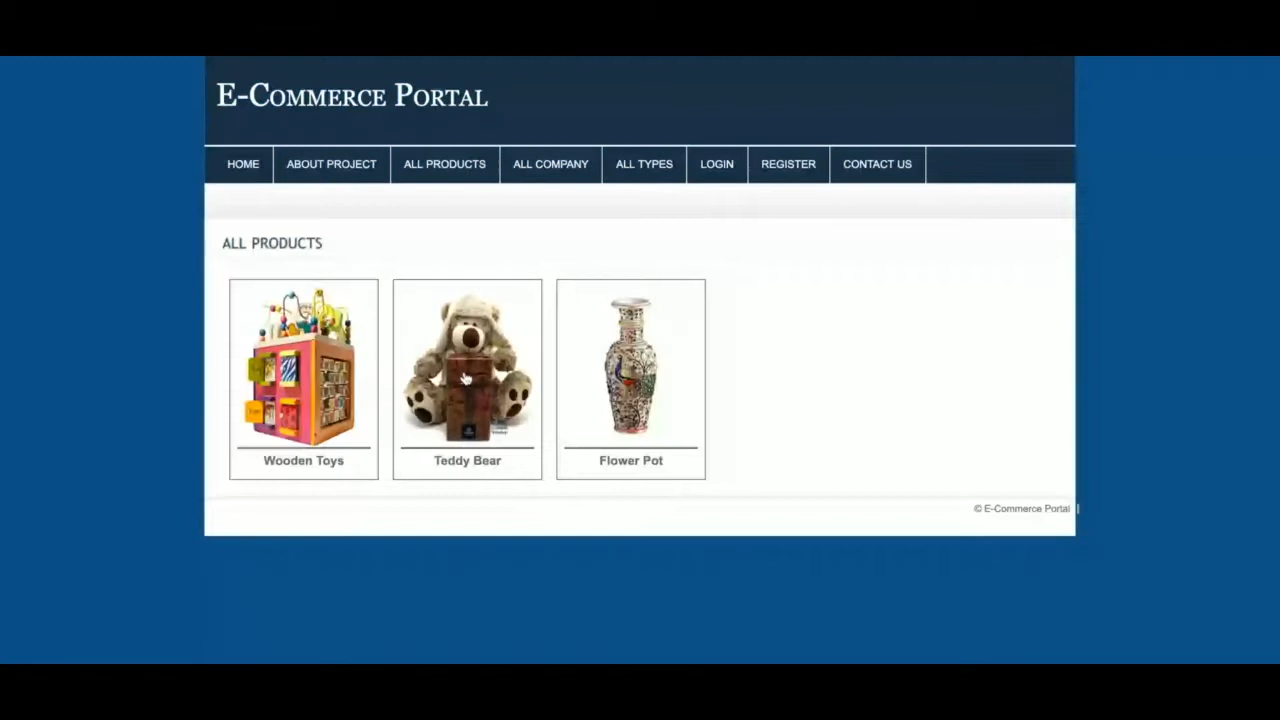 E-Commerce Portal
HOME ABOUT PROJECT ALL PRODUCTS ALL COMPANY ALL TYPES LOGIN REGISTER CONTACT US
ALL PRODUCTS
Wooden Toys Teddy Bear Flower Pot
© E-Commerce Portal |